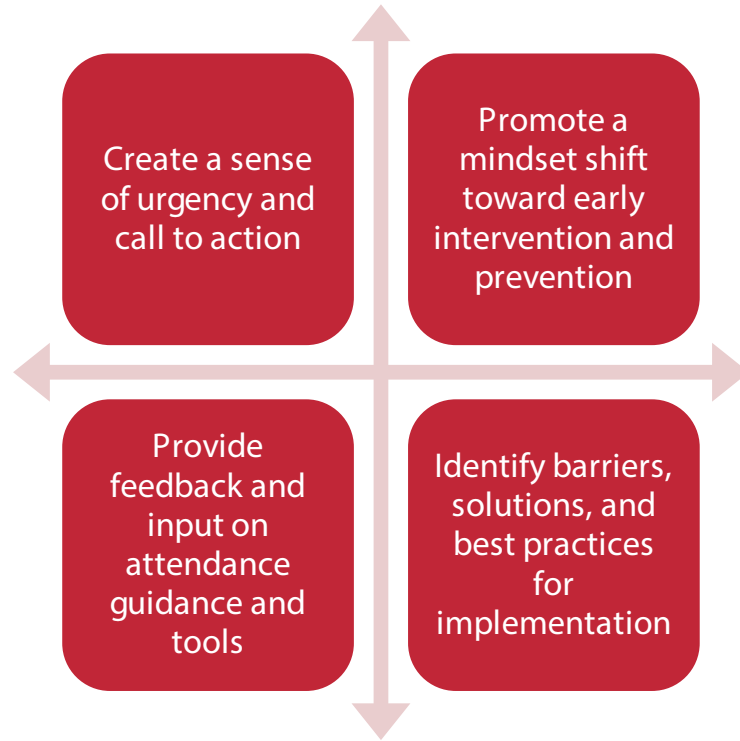 Create a sense
of urgency and
call to action
Promote a
mindset shift
toward early
intervention and
prevention
Provide
feedback and
input on
attendance
guidance and
tools
Identify barriers,
solutions, and
best practices
for
implementation